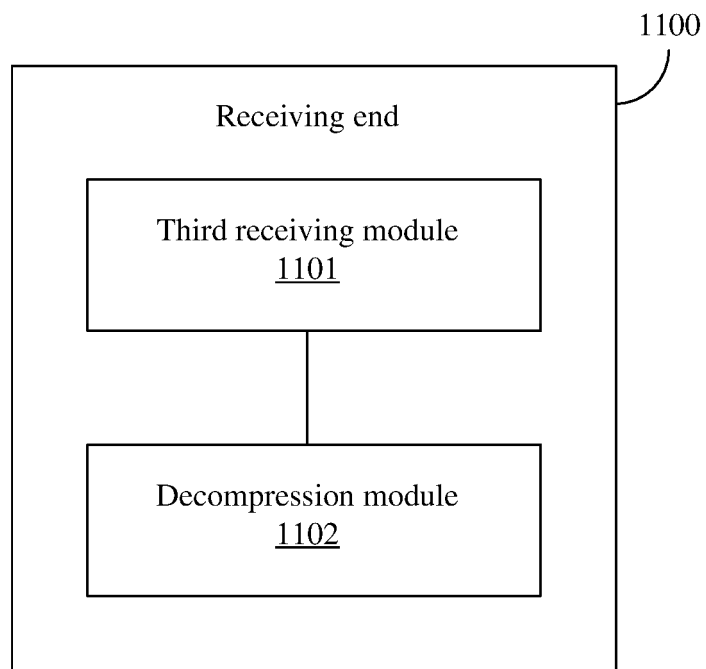 1100
Receiving end
Third receiving module
1101
Decompression module
1102